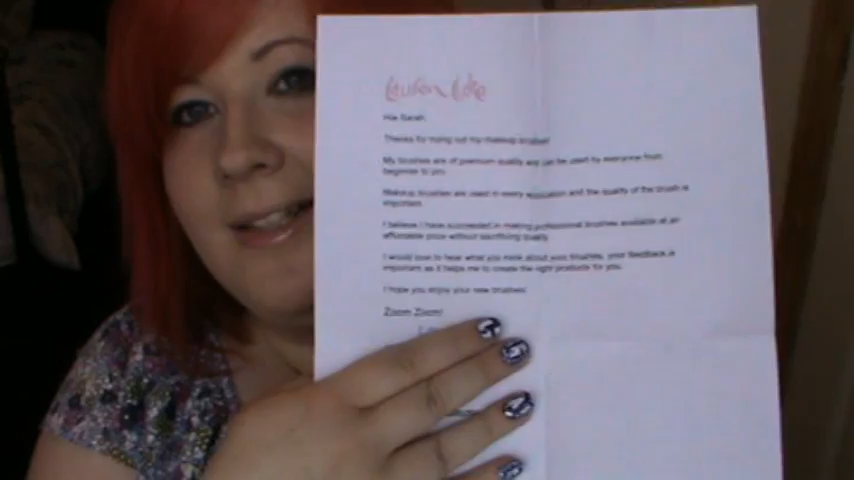 Lauren Luke
Hia Sarah,
Thanks for trying out my makeup brushes!
My brushes are of premium quality and can be used by everyone from
beginner to pro.
Makeup brushes are used in every application and the quality of the brush is
important.
I believe I have succeeded in making professional brushes available at an
affordable price without sacrificing quality.
I would love to hear what you think about your brushes, your feedback is
important as it helps me to create the right products for you.
I hope you enjoy your new brushes!
Zoom Zoom!